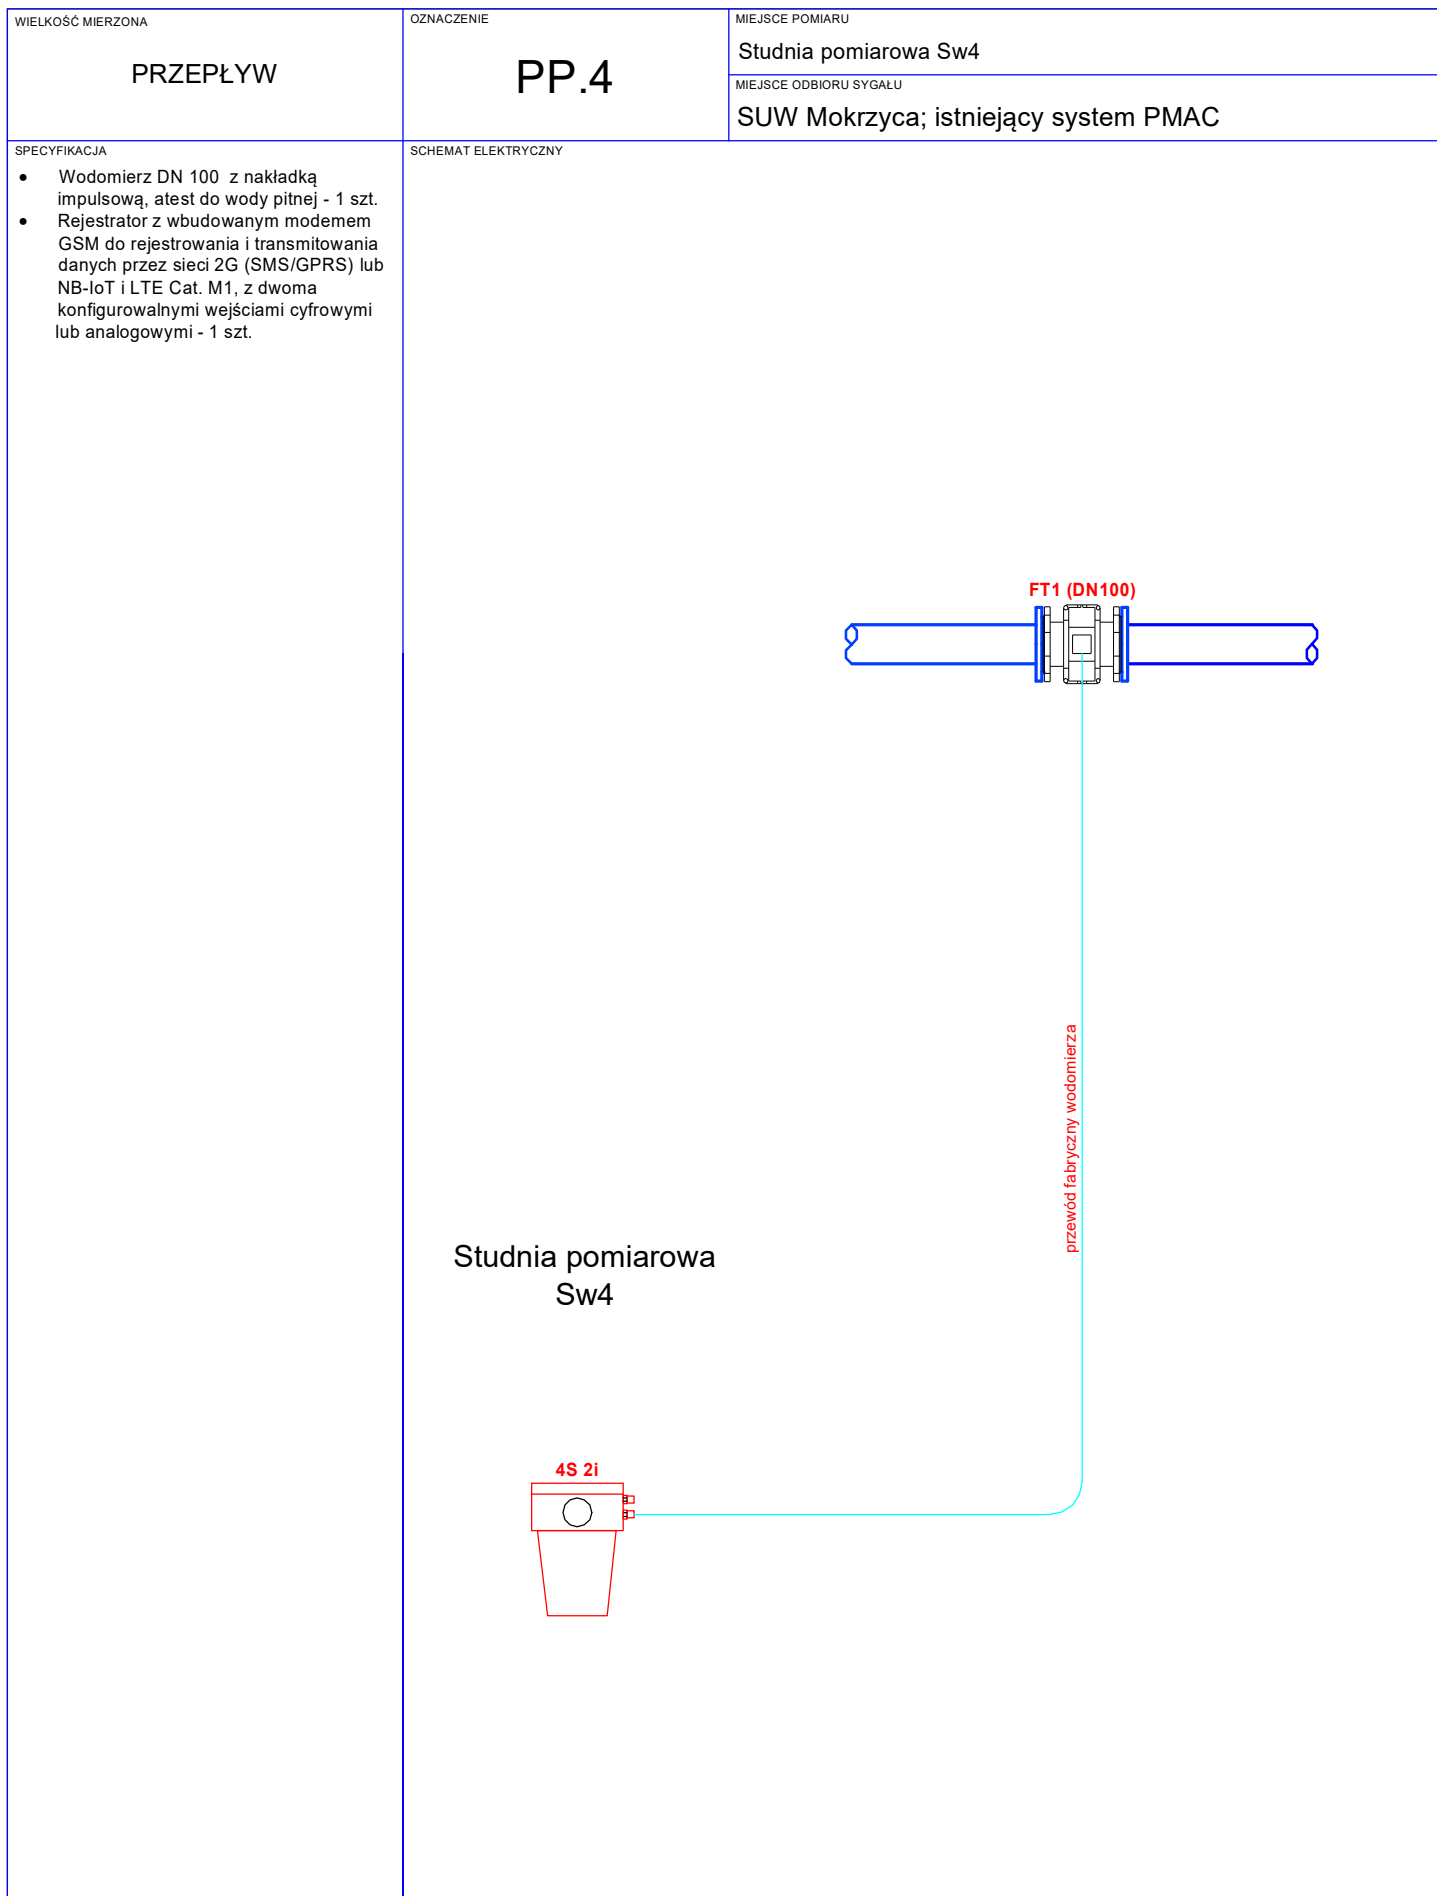 WIELKOŚĆ MIERZONA
PRZEPŁYW
OZNACZENIE
PP.4
MIEJSCE POMIARU
Studnia pomiarowa Sw4
MIEJSCE ODBIORU SYGAŁU
SUW Mokrzyca; istniejący system PMAC
SPECYFIKACJA
• Wodomierz DN 100 z nakładką
impulsową, atest do wody pitnej - 1 szt.
• Rejestrator z wbudowanym modemem
GSM do rejestrowania i transmitowania
danych przez sieci 2G (SMS/GPRS) lub
NB-IoT i LTE Cat. M1, z dwoma
konfigurowalnymi wejściami cyfrowymi
lub analogowymi - 1 szt.
SCHEMAT ELEKTRYCZNY
FT1 (DN100)
przewód fabryczny wodomierza
Studnia pomiarowa
Sw4
4S 2i